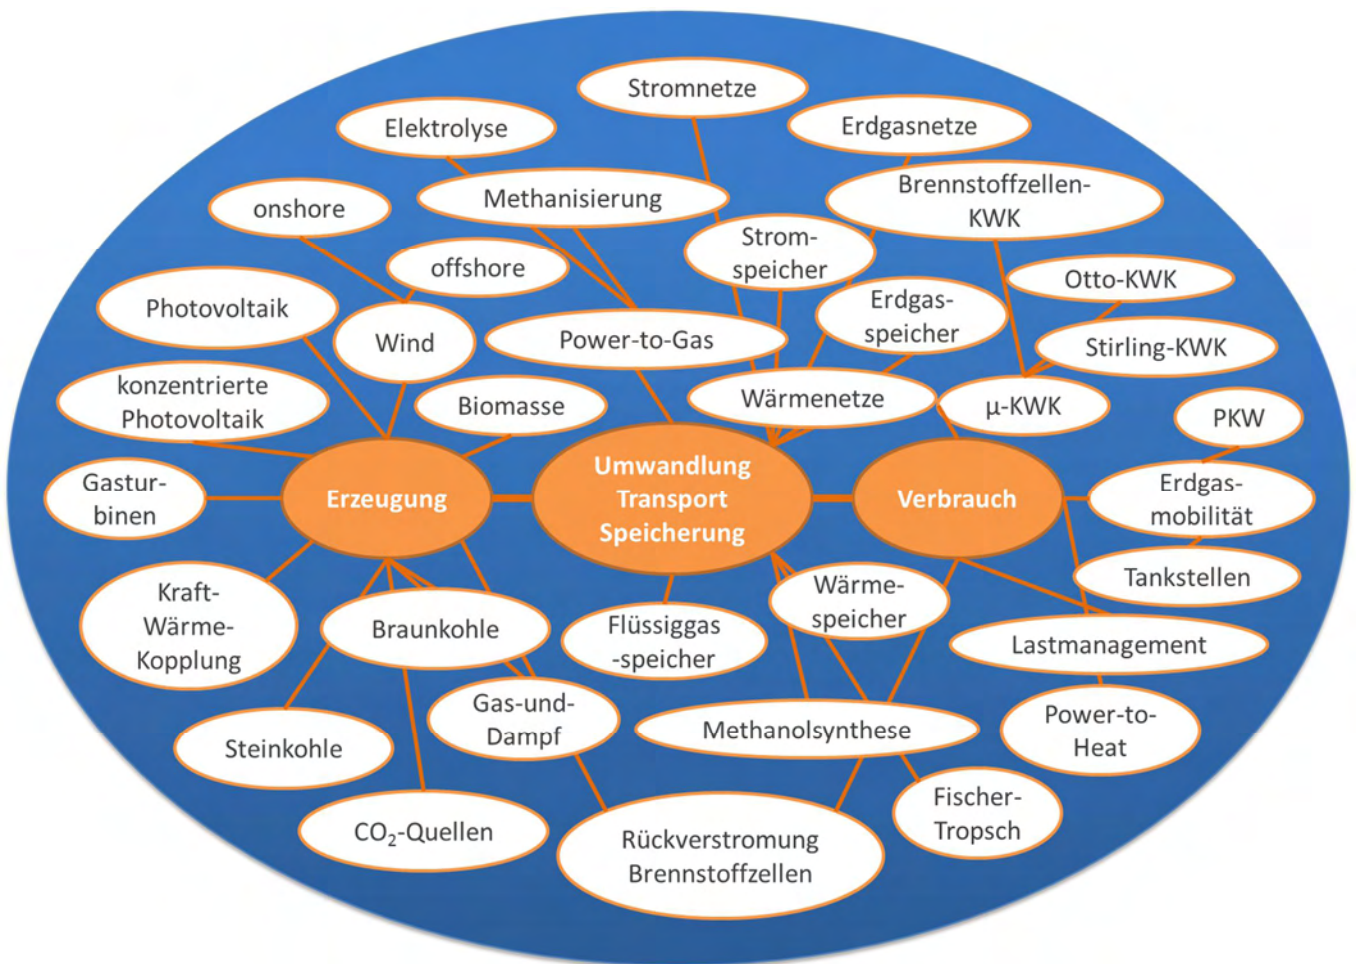 Stromnetze
Elektrolyse
Erdgasnetze
Methanisierung
Brennstoffzellen-
KWK
onshore
Strom-
speicher
offshore
Otto-KWK
Photovoltaik
Erdgas-
speicher
Wind
Power-to-Gas
Stirling-KWK
konzentrierte
Photovoltaik
Biomasse
Wärmenetze
µ-KWK
PKW
Gastur-
binen
Erzeugung
Umwandlung
Transport
Speicherung
Verbrauch
Erdgas-
mobilität
Tankstellen
Kraft-
Wärme-
Kopplung
Braunkohle
Flüssiggas
-speicher
Wärme-
speicher
Lastmanagement
Gas-und-
Dampf
Methanolsynthese
Power-to-
Heat
Steinkohle
CO₂-Quellen
Rückverstromung
Brennstoffzellen
Fischer-
Tropsch